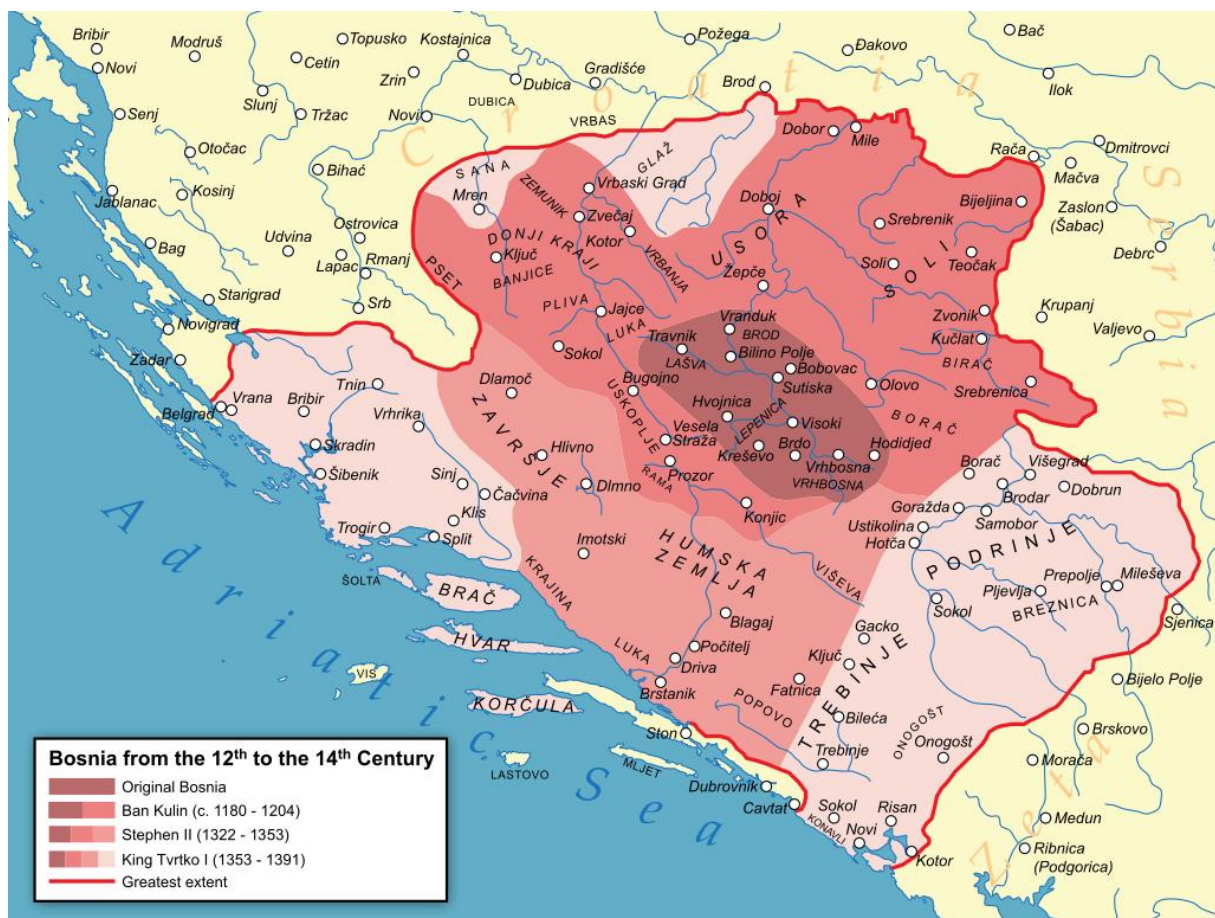 Bribir
Novi
Modruš
Topusko
Cetin
Kostajnica
Zrin
Slunj
Tržac
Dubica
DUBICA
Gradišće
Požega
Đakovo
Bač
Ilok
Brod
VRBAS
Croatia
Senj
Novi
Otočac
Bihać
Kosinj
Jablanac
Bag
Udvina
Ostrovica
Lapac
Rmanj
Srb
Starigrad
Novigrad
Zadar
SANA
Mren
ZEMUNIK
GLAŽ
Vrbaski Grad
Dobor
Mile
Rača
Dmitrovci
Mačva
Zaslon
(Šabac)
Debrc
Serbia
Zvečaj
Kotor
DONJI KRAJI
Ključ
BANJICE
PSET
VRBANJA
Doboj
USORA
Srebrenik
Bijeljina
Soli
SOLI
Teočak
Žepče
PLIVA
Jajce
LUKA
Sokol
Vranduk
BROD
Travnik
LAŠVA
Bilino Polje
Bobovac
Sutiska
Zvonik
Kučlat
BIRAČ
Krupanj
Valjevo
Srebrenica
Olovo
BORAČ
Belgrad
Vrana
Bribir
Tnin
Vrhrika
Skradin
Šibenik
Sinj
Čačvina
Klis
Trogir
Split
Dlamoč
ZAVRŠJE
Hlivno
Dlmno
Bugojno
USKOPLJE
Vesela
Straža
RAMA
Prozor
Hvojnica
LEPENICA
Visoki
Kreševo
Brdo
Vrhbosna
VRHBOSNA
Hodidjed
Konjic
Imotski
HUMSKA
ZEMLJA
KRAJINA
VIŠEVA
Borač
Višegrad
Goražda
Brodar
Dobrun
Samobor
Ustikolina
Hotča
PODRINJE
Prepolje
Mileševa
Pljevlja
BREZNICA
Sokol
Sjenica
Bijelo Polje
Gacko
Ključ
TREBINJE
Blagaj
Počitelj
LUKA
Driva
Brstanik
Fatnica
POPOVO
Bileća
Trebinje
ONOGOŠT
Onogošt
Brskovo
Morača
Medun
Ribnica
(Podgorica)
Zeta
ŠOLTA
BRAČ
HVAR
VIS
KORČULA
LASTOVO
MLJET
Ston
Dubrovnik
Cavtat
Sokol
KONAVLI
Novi
Risan
Kotor
Adriatic Sea
Bosnia from the 12th to the 14th Century
Original Bosnia
Ban Kulin (c. 1180 - 1204)
Stephen II (1322 - 1353)
King Tvrtko I (1353 - 1391)
Greatest extent